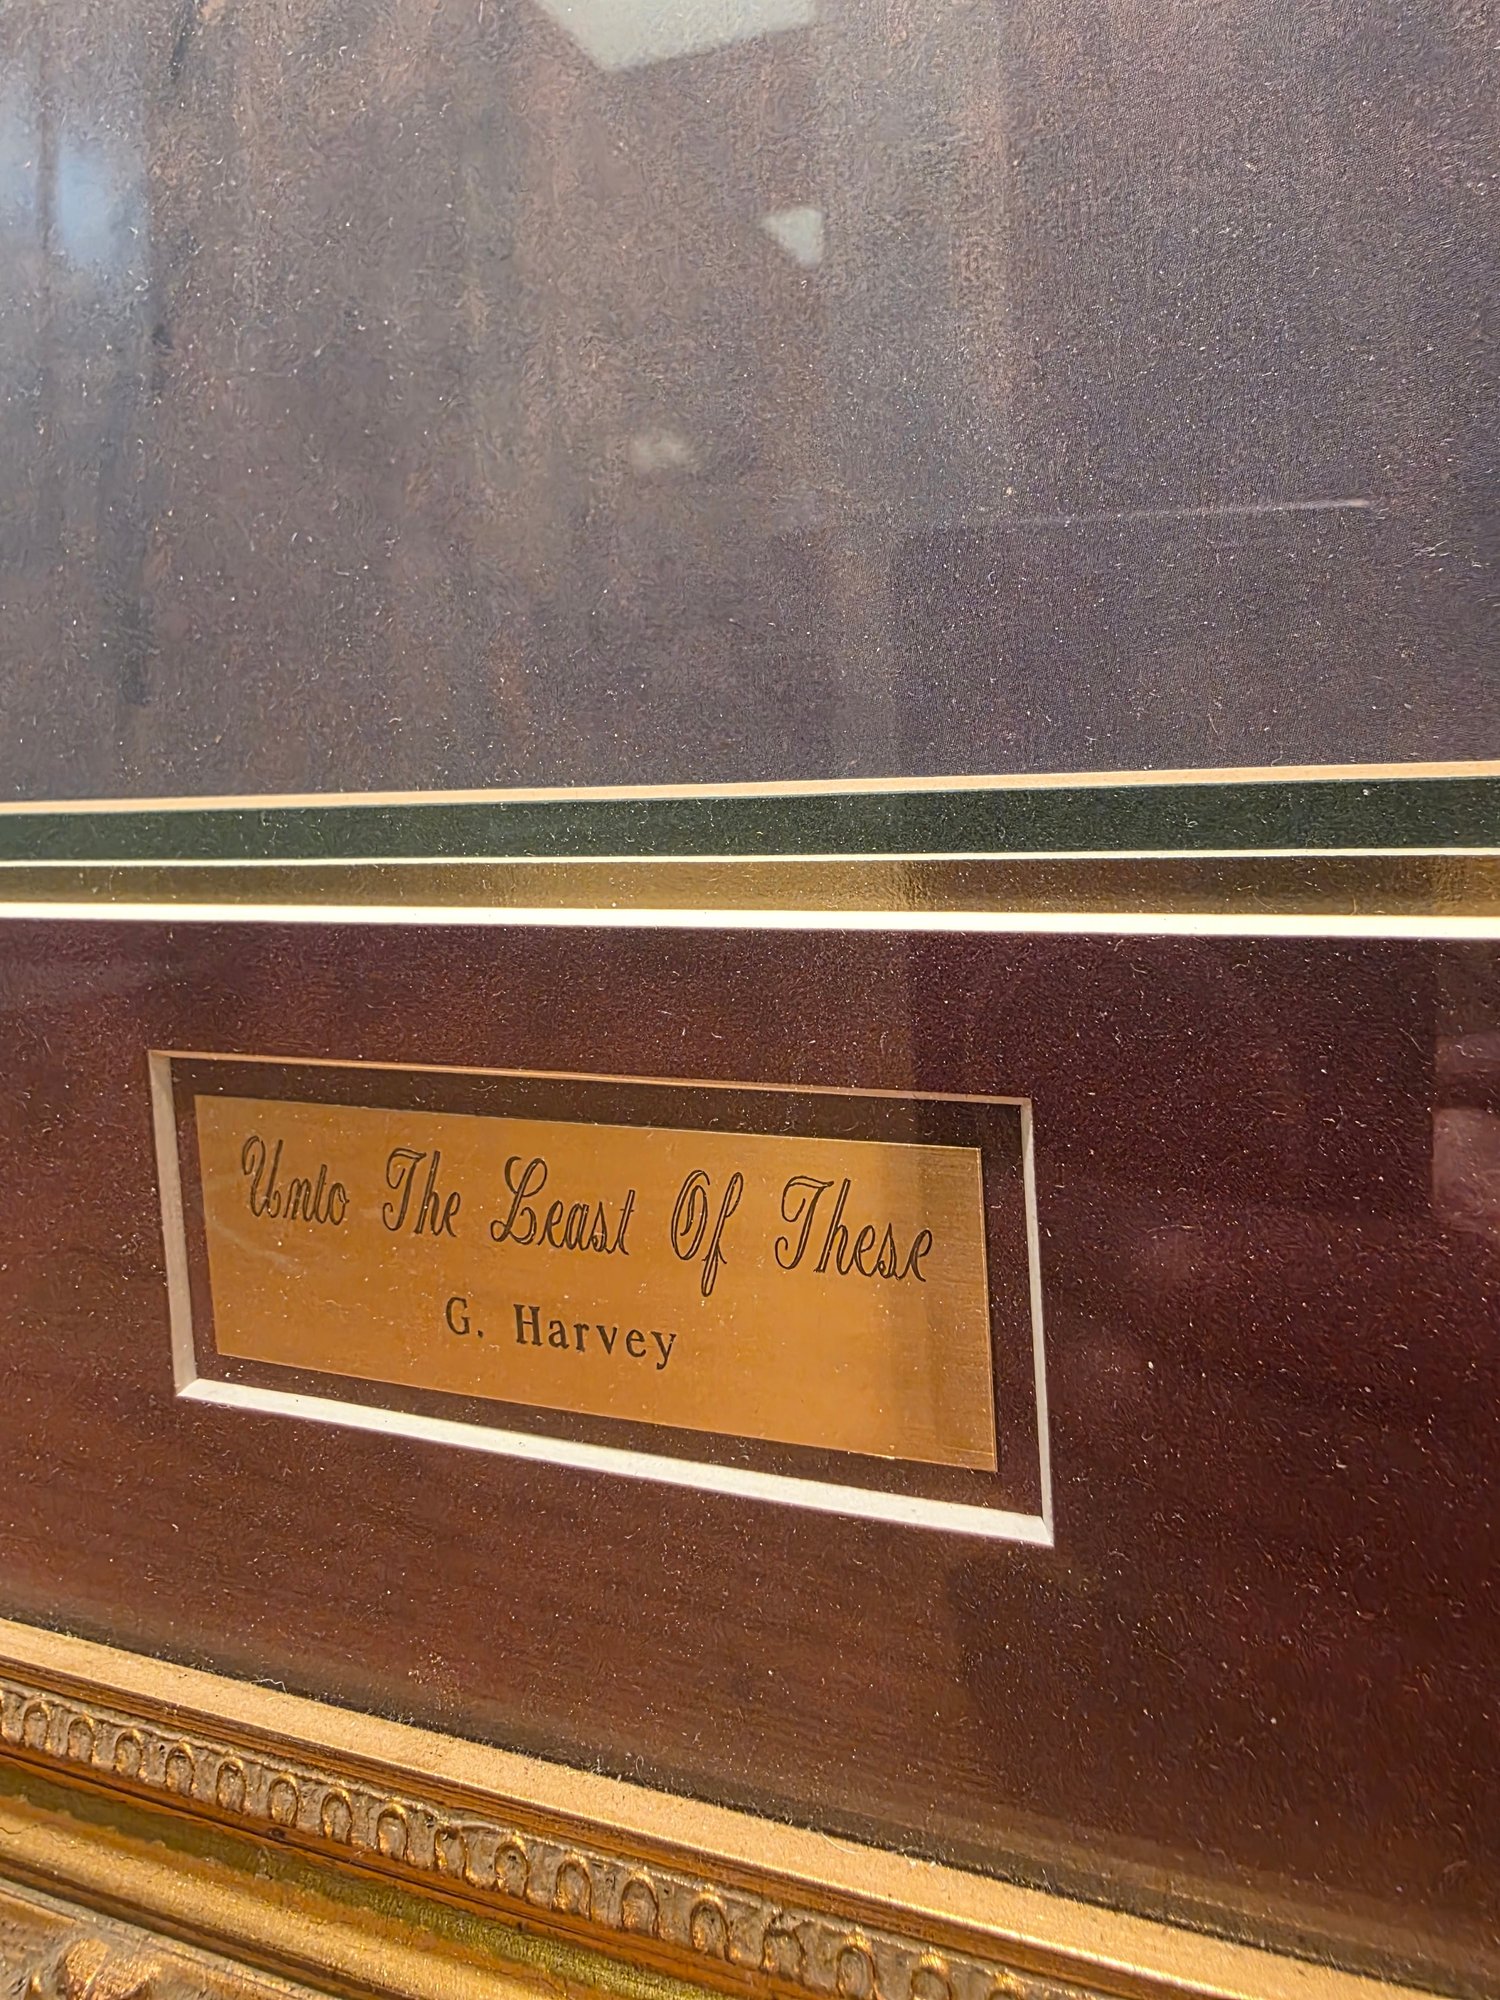 Unto The Least Of These
G. Harvey